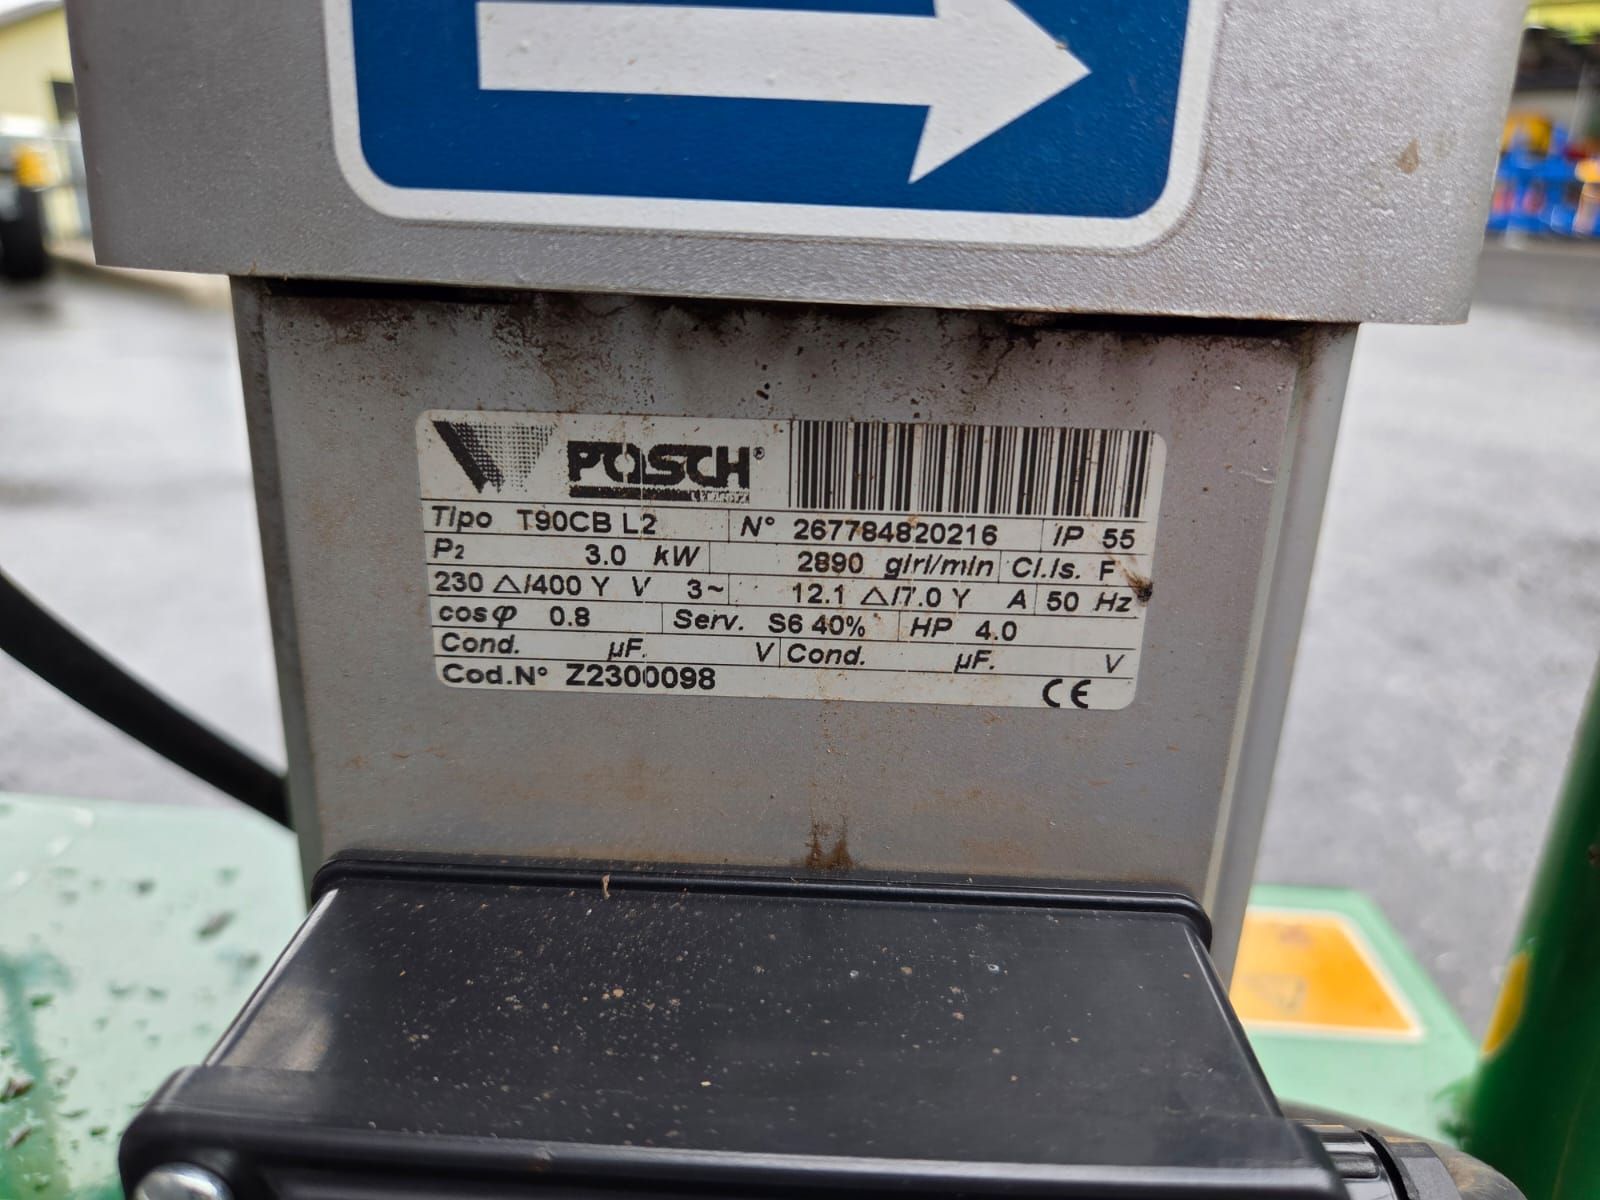 POSCH®
Tipo T90CB L2 N° 267784820216 IP 55
P2 3.0 kW 2890 giri/min Cl.Is. F
230 △/400 Y V 3~ 12.1 △/7.0 Y A 50 Hz
cosφ 0.8 Serv. S6 40% HP 4.0
Cond. µF. V Cond. µF. V
Cod.N° Z2300098 CE